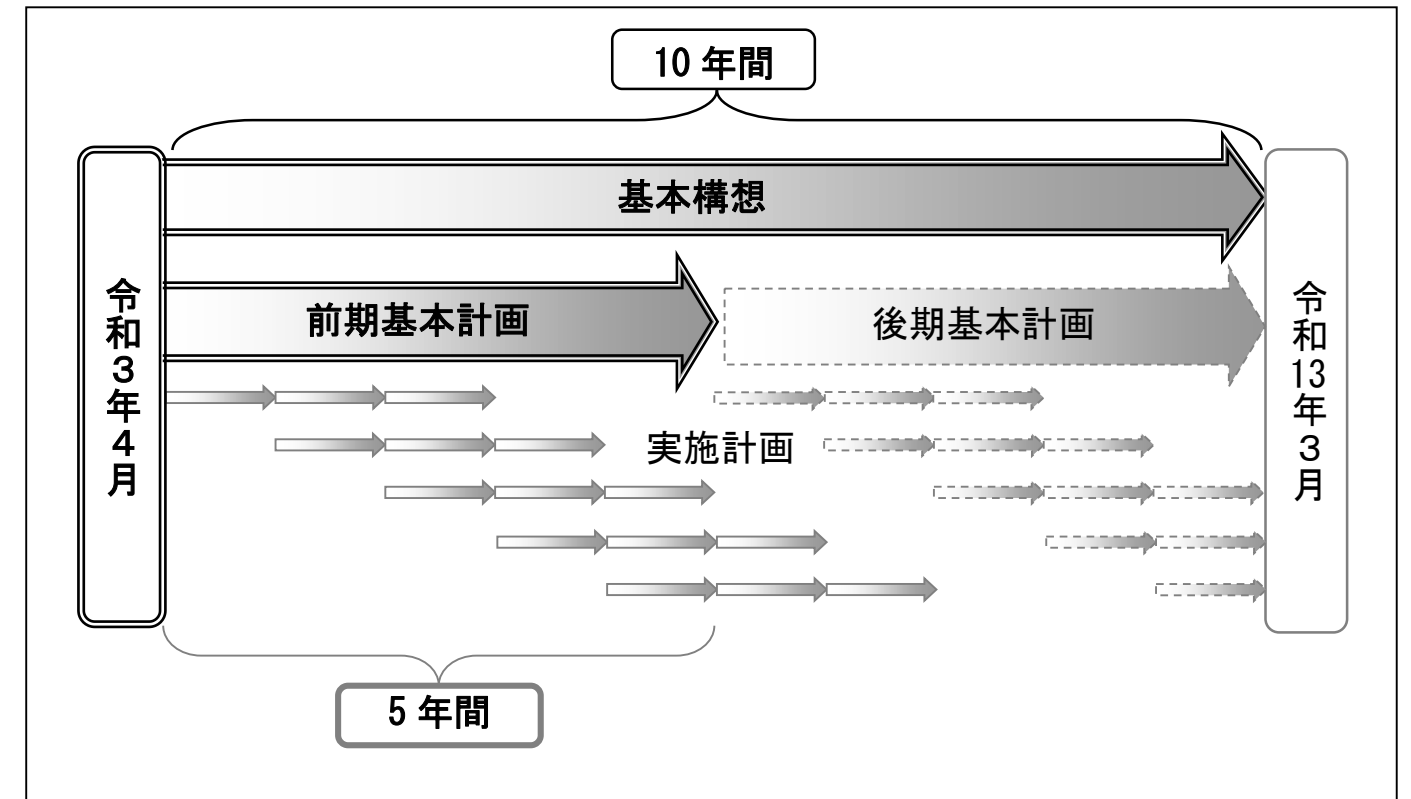 10 年間
基本構想
令和３年４月
前期基本計画
後期基本計画
令和13年３月
実施計画
5 年間